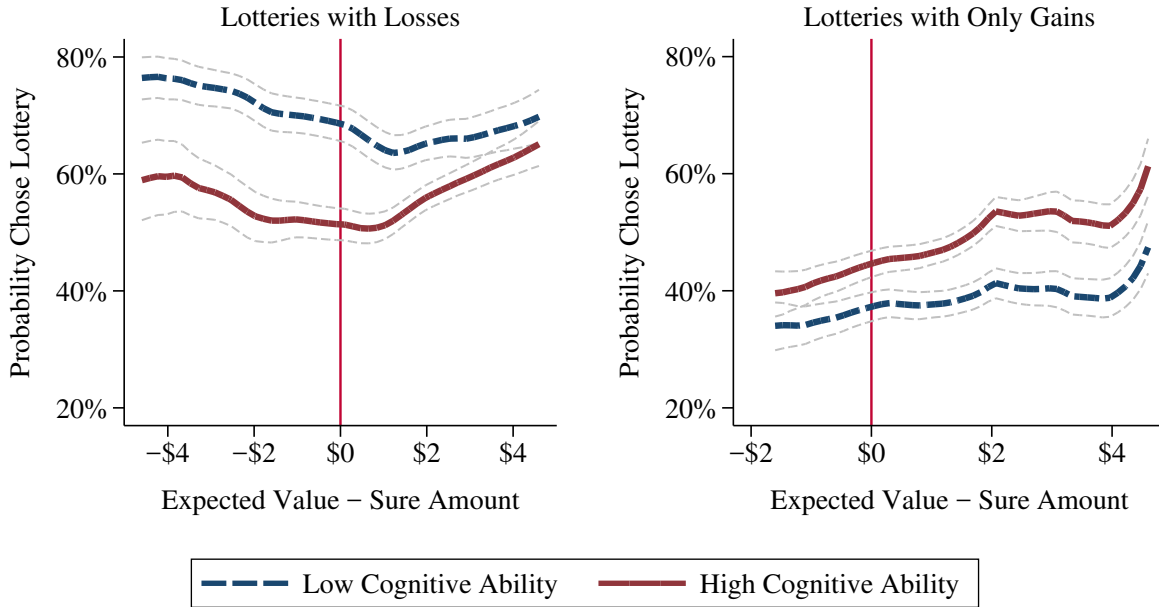 Lotteries with Losses
Probability Chose Lottery
80%
60%
40%
20%
−$4 −$2 $0 $2 $4
Expected Value − Sure Amount
Lotteries with Only Gains
Probability Chose Lottery
80%
60%
40%
20%
−$2 $0 $2 $4
Expected Value − Sure Amount
Low Cognitive Ability High Cognitive Ability